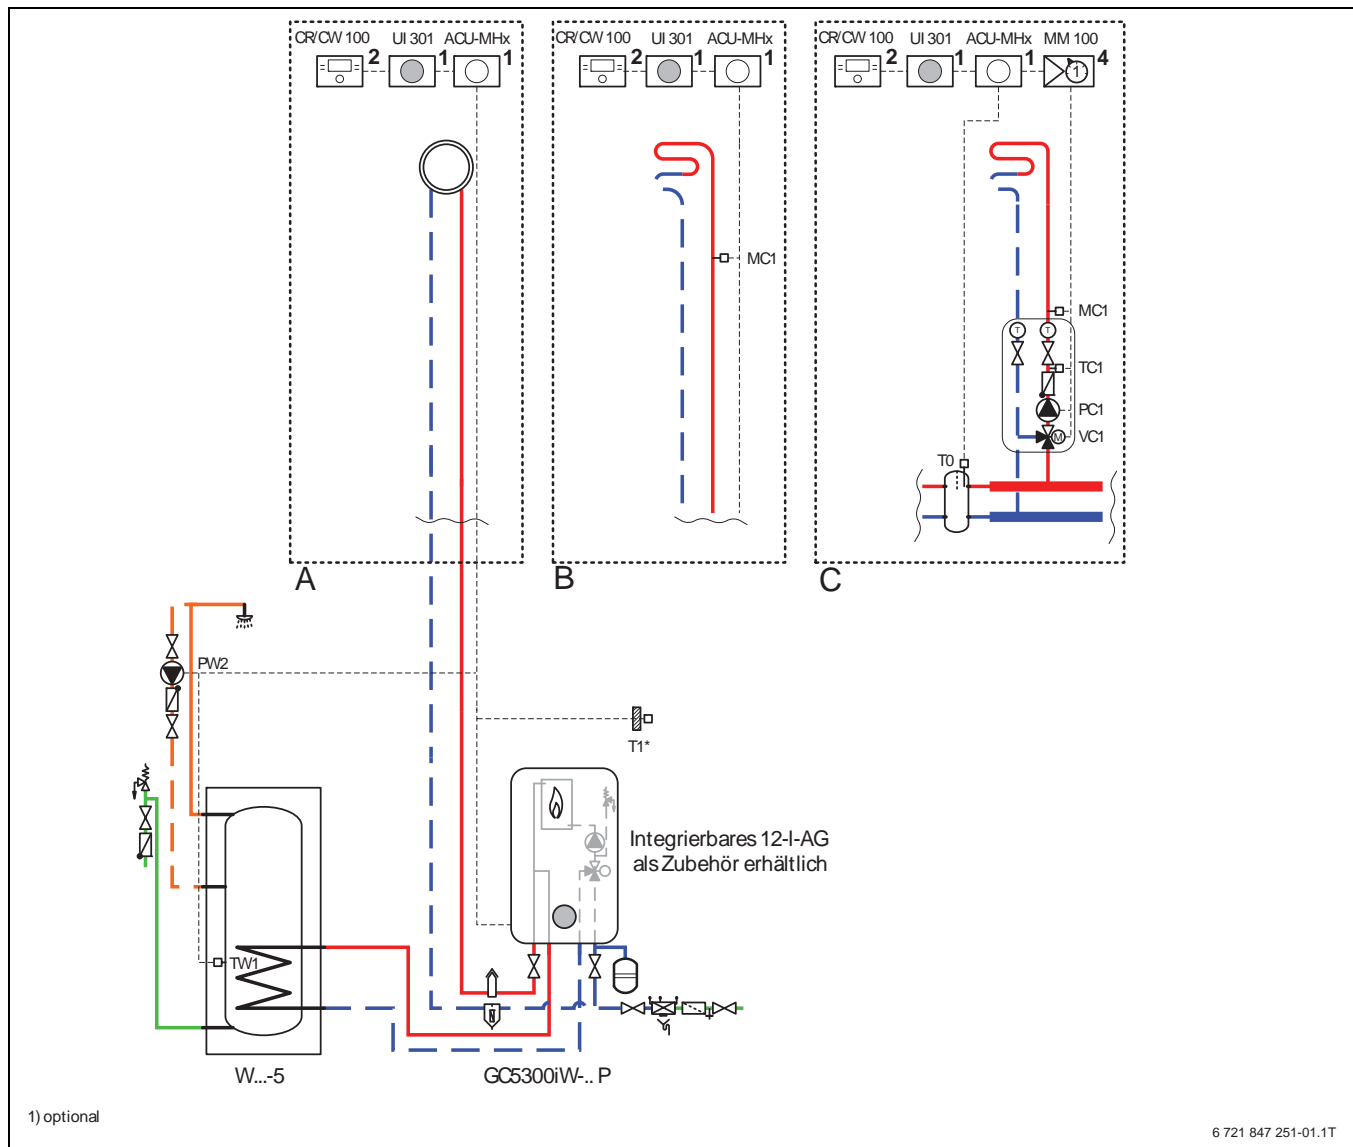 CR/CW 100 UI 301 ACU-MHx
2 1 1
CR/CW 100 UI 301 ACU-MHx
2 1 1
CR/CW 100 UI 301 ACU-MHx MM 100
2 1 1 4
1
MC1
MC1
T T
TC1
PC1
M VC1
T0
A
B
C
PW2
T1*
Integrierbares 12-l-AG
als Zubehör erhältlich
TW1
W...-5
GC5300iW-.. P
1) optional
6 721 847 251-01.1T